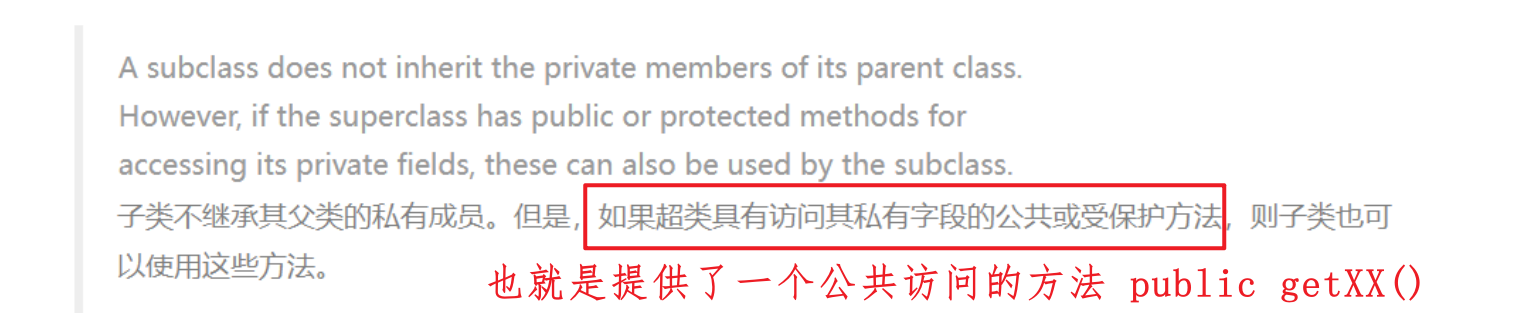 A subclass does not inherit the private members of its parent class.
However, if the superclass has public or protected methods for
accessing its private fields, these can also be used by the subclass.
子类不继承其父类的私有成员。但是，如果超类具有访问其私有字段的公共或受保护方法，则子类也可
以使用这些方法。
也就是提供了一个公共访问的方法 public getXX()